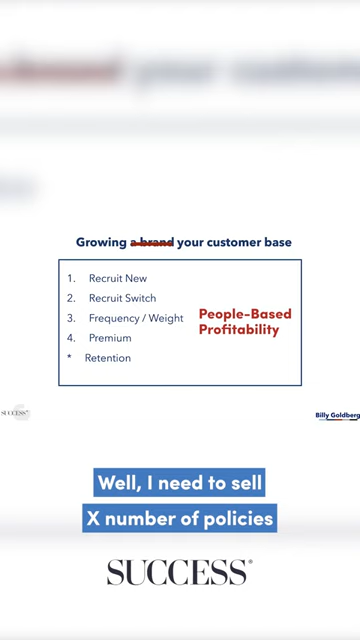 Growing a brand your customer base
1. Recruit New
2. Recruit Switch
3. Frequency / Weight
4. Premium
* Retention
People-Based
Profitability
SUCCESS
Billy Goldberg
Well, I need to sell
X number of policies
SUCCESS®